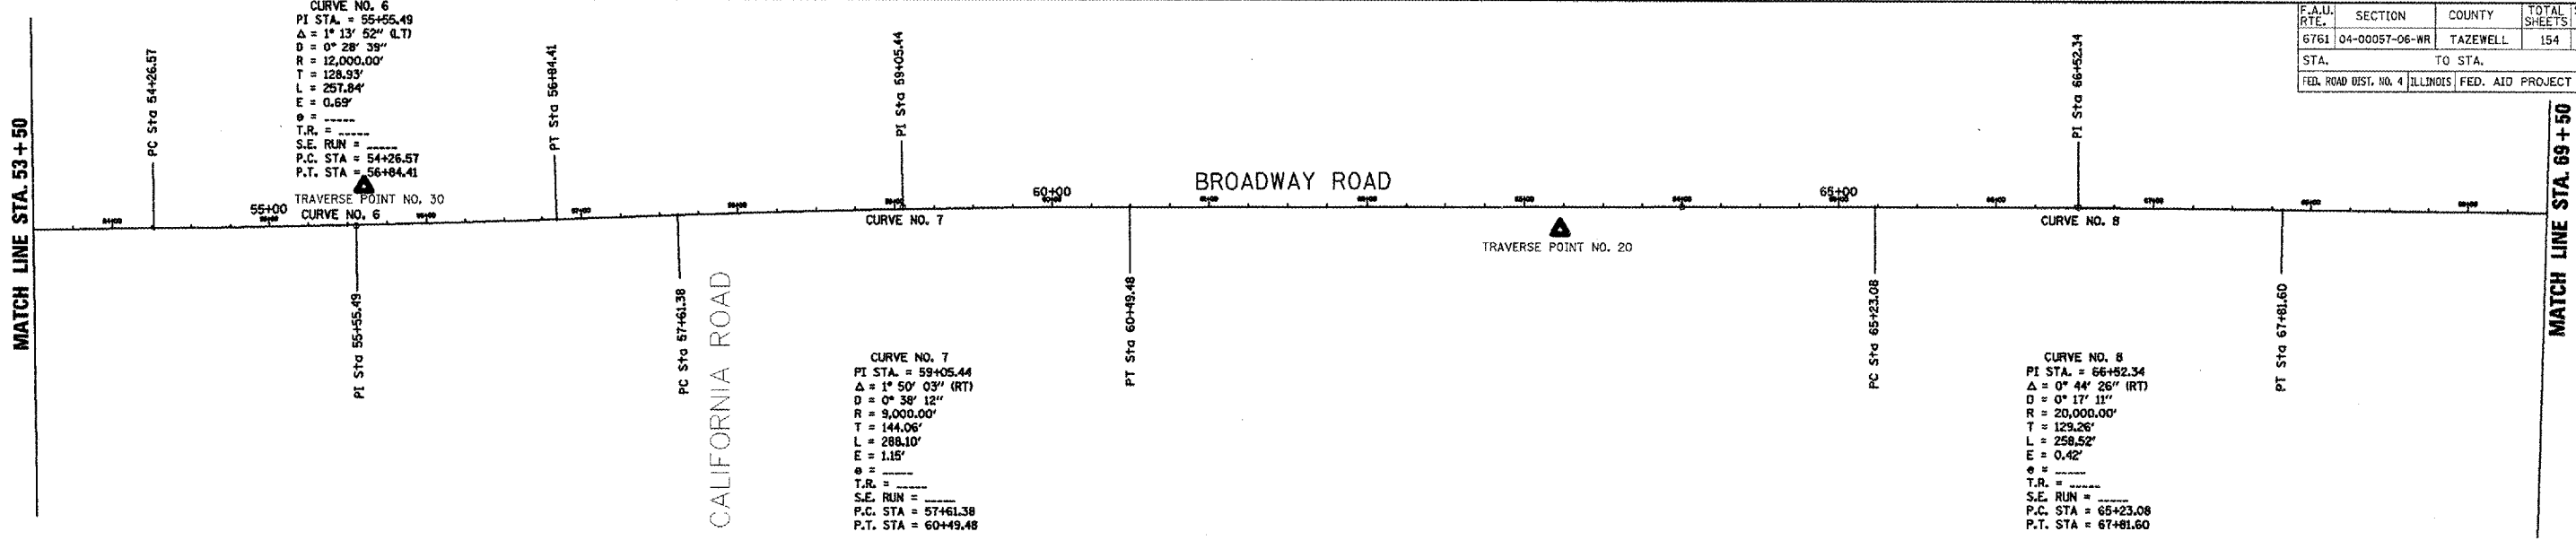 CURVE NO. 6
PI STA. = 55+55.49
Δ = 1° 13' 52" (LT)
D = 0° 28' 39"
R = 12,000.00'
T = 128.93'
L = 257.84'
E = 0.69'
e = _____
T.R. = _____
S.E. RUN = _____
P.C. STA = 54+26.57
P.T. STA = 56+84.41
F.A.U. RTE. SECTION COUNTY TOTAL SHEETS
6761 04-00057-06-WR TAZEWELL 154
STA. TO STA.
FED. ROAD DIST. NO. 4 ILLINOIS FED. AID PROJECT
MATCH LINE STA. 53+50
PC Sta 54+26.57
PT Sta 56+84.41
PI Sta 59+05.44
PI Sta 66+52.34
MATCH LINE STA. 69+50
BROADWAY ROAD
TRAVERSE POINT NO. 30
55+00
CURVE NO. 6
60+00
65+00
CURVE NO. 7
CURVE NO. 8
TRAVERSE POINT NO. 20
PI Sta 55+55.49
PC Sta 57+61.38
CALIFORNIA ROAD
PT Sta 60+49.48
PC Sta 65+23.08
PT Sta 67+81.60
CURVE NO. 7
PI STA. = 59+05.44
Δ = 1° 50' 03" (RT)
D = 0° 38' 12"
R = 9,000.00'
T = 144.06'
L = 288.10'
E = 1.15'
e = _____
T.R. = _____
S.E. RUN = _____
P.C. STA = 57+61.38
P.T. STA = 60+49.48
CURVE NO. 8
PI STA. = 66+52.34
Δ = 0° 44' 26" (RT)
D = 0° 17' 11"
R = 20,000.00'
T = 129.26'
L = 258.52'
E = 0.42'
e = _____
T.R. = _____
S.E. RUN = _____
P.C. STA = 65+23.08
P.T. STA = 67+81.60